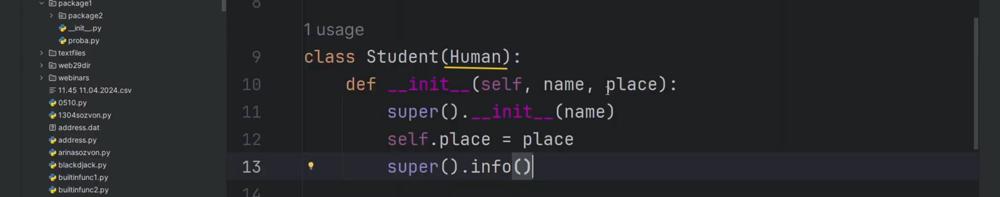 package1
package2
__init__.py
proba.py
textfiles
web29dir
webinars
11.45 11.04.2024.csv
0510.py
1304sozvon.py
address.dat
address.py
arinasozvon.py
blackdjack.py
builtinfunc1.py
builtinfunc2.py
8
1 usage
9 class Student(Human):
10 def __init__(self, name, place):
11 super().__init__(name)
12 self.place = place
13 super().info()
14